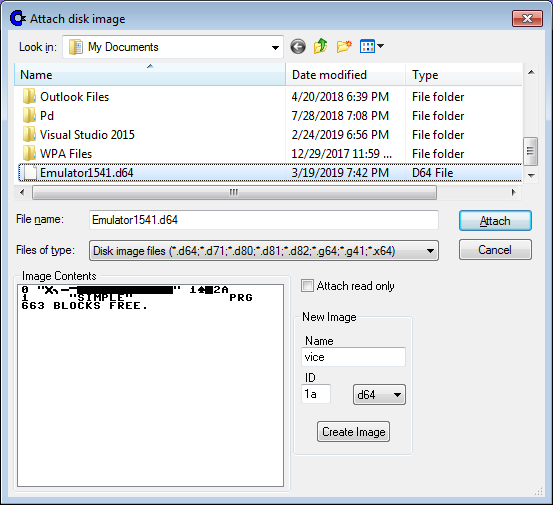 Attach disk image
Look in: My Documents
Name Date modified Type
Outlook Files 4/20/2018 6:39 PM File folder
Pd 7/28/2018 7:08 PM File folder
Visual Studio 2015 2/24/2019 6:56 PM File folder
WPA Files 12/29/2017 11:59 ... File folder
Emulator1541.d64 3/19/2019 7:42 PM D64 File
File name: Emulator1541.d64 Attach
Files of type: Disk image files (*.d64;*.d71;*.d80;*.d81;*.d82;*.g64;*.g41;*.x64) Cancel
Image Contents
0 " " 1 2A
1 "SIMPLE" PRG
663 BLOCKS FREE.
Attach read only
New Image
Name
vice
ID
1a d64
Create Image